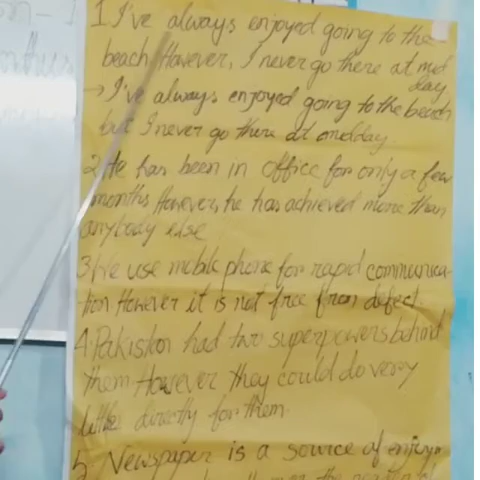 1 I've always enjoyed going to the
beach. However, I never go there at mid
day
→ I've always enjoyed going to the beach
but I never go there at midday.
2 He has been in office for only a few
months However, he has achieved more than
anybody else
3 We use mobile phone for rapid communica-
tion However it is not free from defect.
4. Pakistan had two superpowers behind
them. However they could do very
little directly for them.
5 Newspaper is a source of